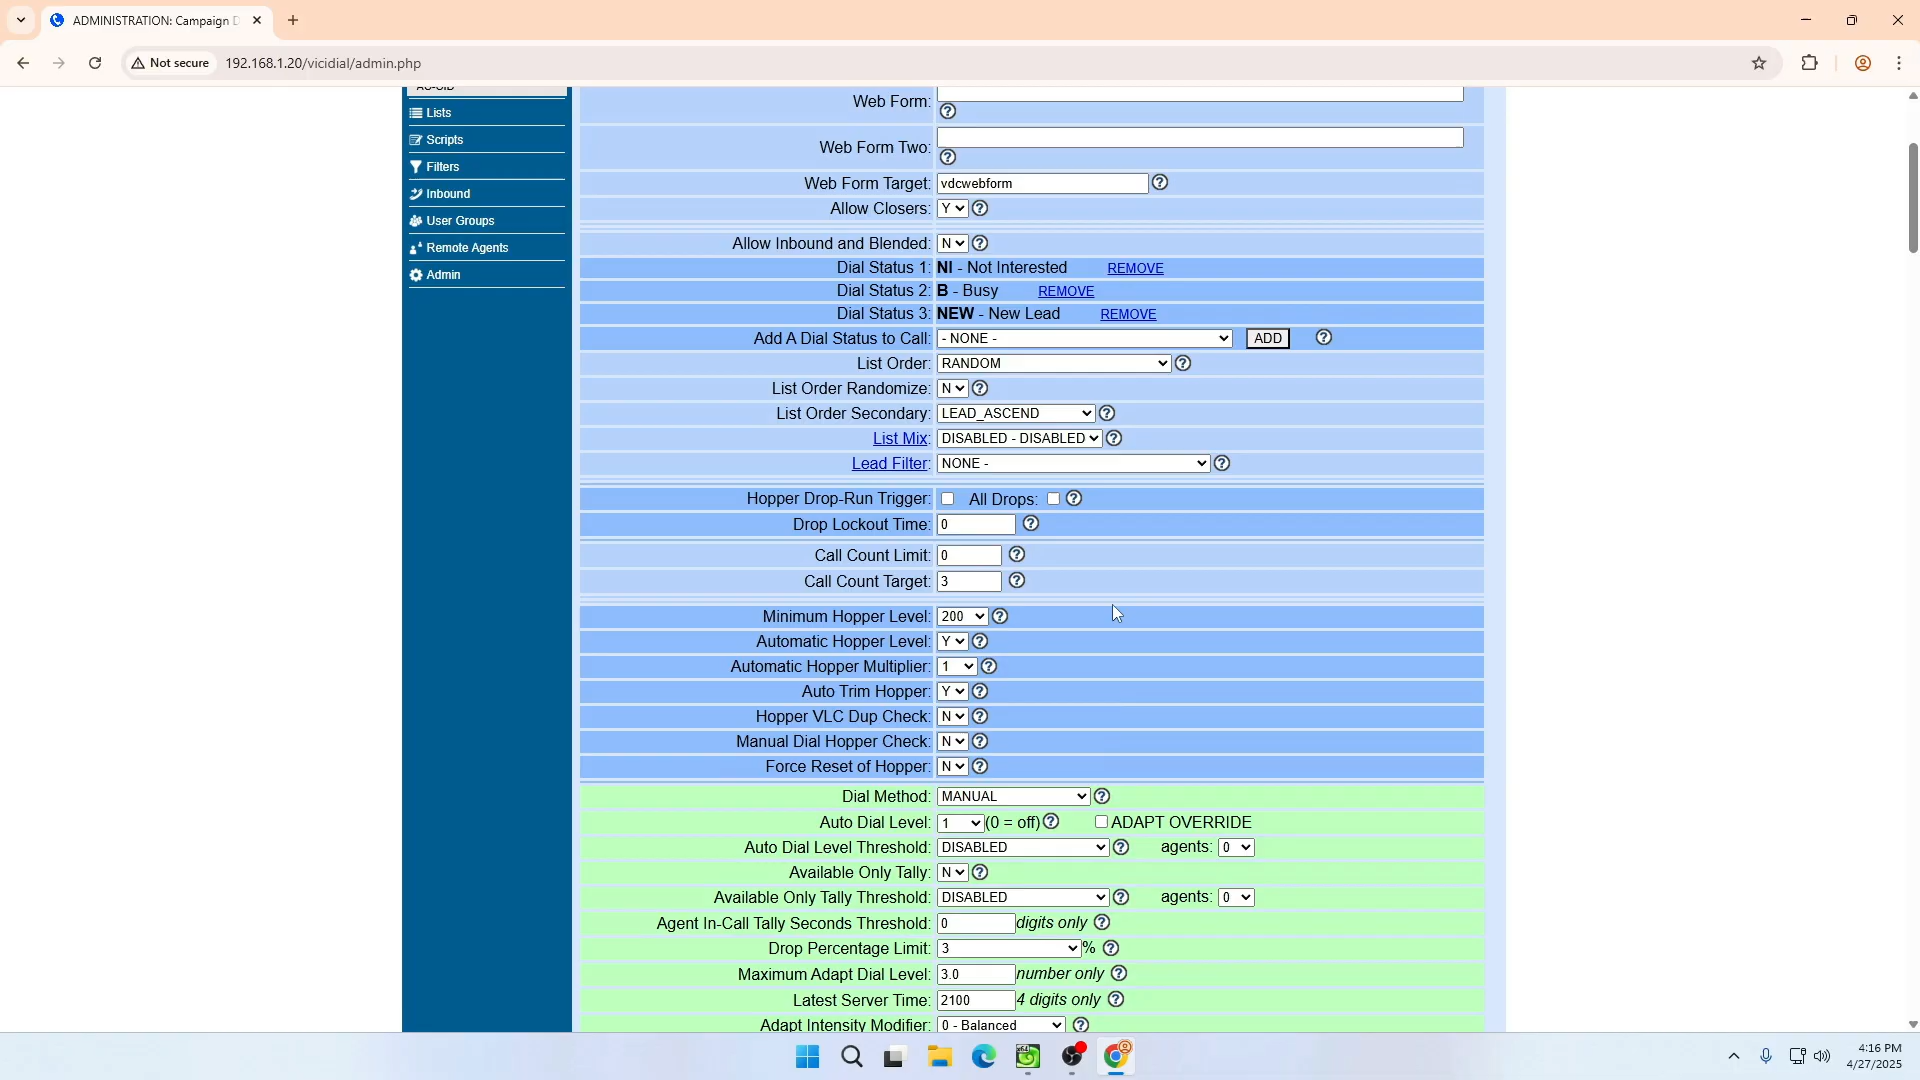 ADMINISTRATION: Campaign D
Not secure
192.168.1.20/vicidial/admin.php
AC-CID
Lists
Scripts
Filters
Inbound
User Groups
Remote Agents
Admin
Web Form:
Web Form Two:
Web Form Target: vdcwebform
Allow Closers: Y
Allow Inbound and Blended: N
Dial Status 1: NI - Not Interested REMOVE
Dial Status 2: B - Busy REMOVE
Dial Status 3: NEW - New Lead REMOVE
Add A Dial Status to Call: - NONE - ADD
List Order: RANDOM
List Order Randomize: N
List Order Secondary: LEAD_ASCEND
List Mix: DISABLED - DISABLED
Lead Filter: NONE -
Hopper Drop-Run Trigger: All Drops:
Drop Lockout Time: 0
Call Count Limit: 0
Call Count Target: 3
Minimum Hopper Level: 200
Automatic Hopper Level: Y
Automatic Hopper Multiplier: 1
Auto Trim Hopper: Y
Hopper VLC Dup Check: N
Manual Dial Hopper Check: N
Force Reset of Hopper: N
Dial Method: MANUAL
Auto Dial Level: 1 (0 = off) ADAPT OVERRIDE
Auto Dial Level Threshold: DISABLED agents: 0
Available Only Tally: N
Available Only Tally Threshold: DISABLED agents: 0
Agent In-Call Tally Seconds Threshold: 0 digits only
Drop Percentage Limit: 3 %
Maximum Adapt Dial Level: 3.0 number only
Latest Server Time: 2100 4 digits only
Adapt Intensity Modifier: 0 - Balanced
4:16 PM
4/27/2025